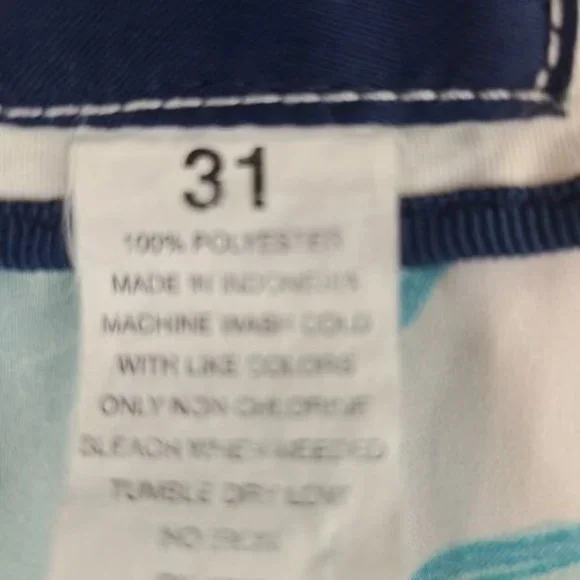 31
100% POLYESTER
MADE IN INDONESIA
MACHINE WASH COLD
WITH LIKE COLORS
ONLY NON CHLORINE
BLEACH WHEN NEEDED
TUMBLE DRY LOW
NO IRON